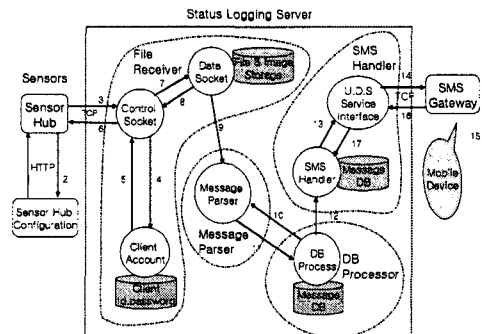 Status Logging Server
File
Receiver
Data
Socket
File & Image
Storage
SMS
Handler
Sensors
Sensor
Hub
3
TCP
6
Control
Socket
7
8
U.D.S
Service
interface
14
TCP
16
SMS
Gateway
15
Mobile
Device
HTTP
2
Sensor Hub
Configuration
5
4
9
13
17
SMS
Handler
Message
DB
Message
Parser
10
12
Message
Parser
Client
Account
Client
id,password
DB
Process
DB
Processor
Message DB